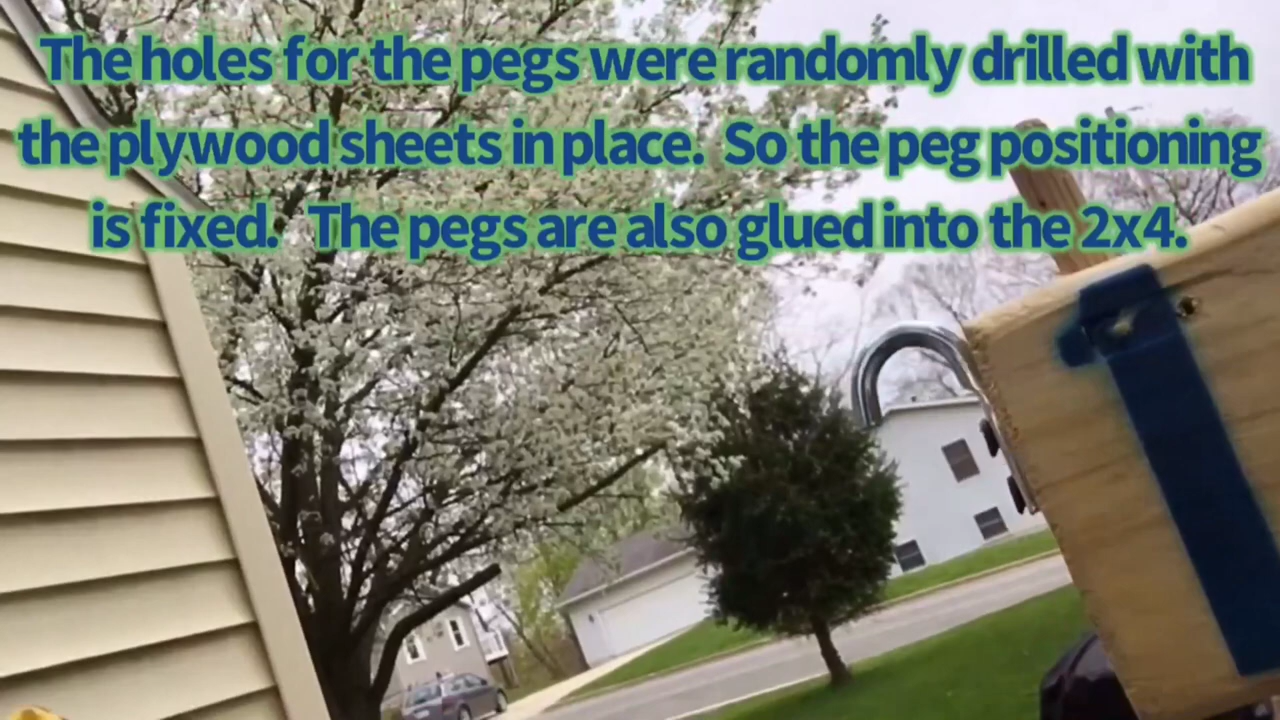 The holes for the pegs were randomly drilled with
the plywood sheets in place.  So the peg positioning
is fixed.  The pegs are also glued into the 2x4.
1